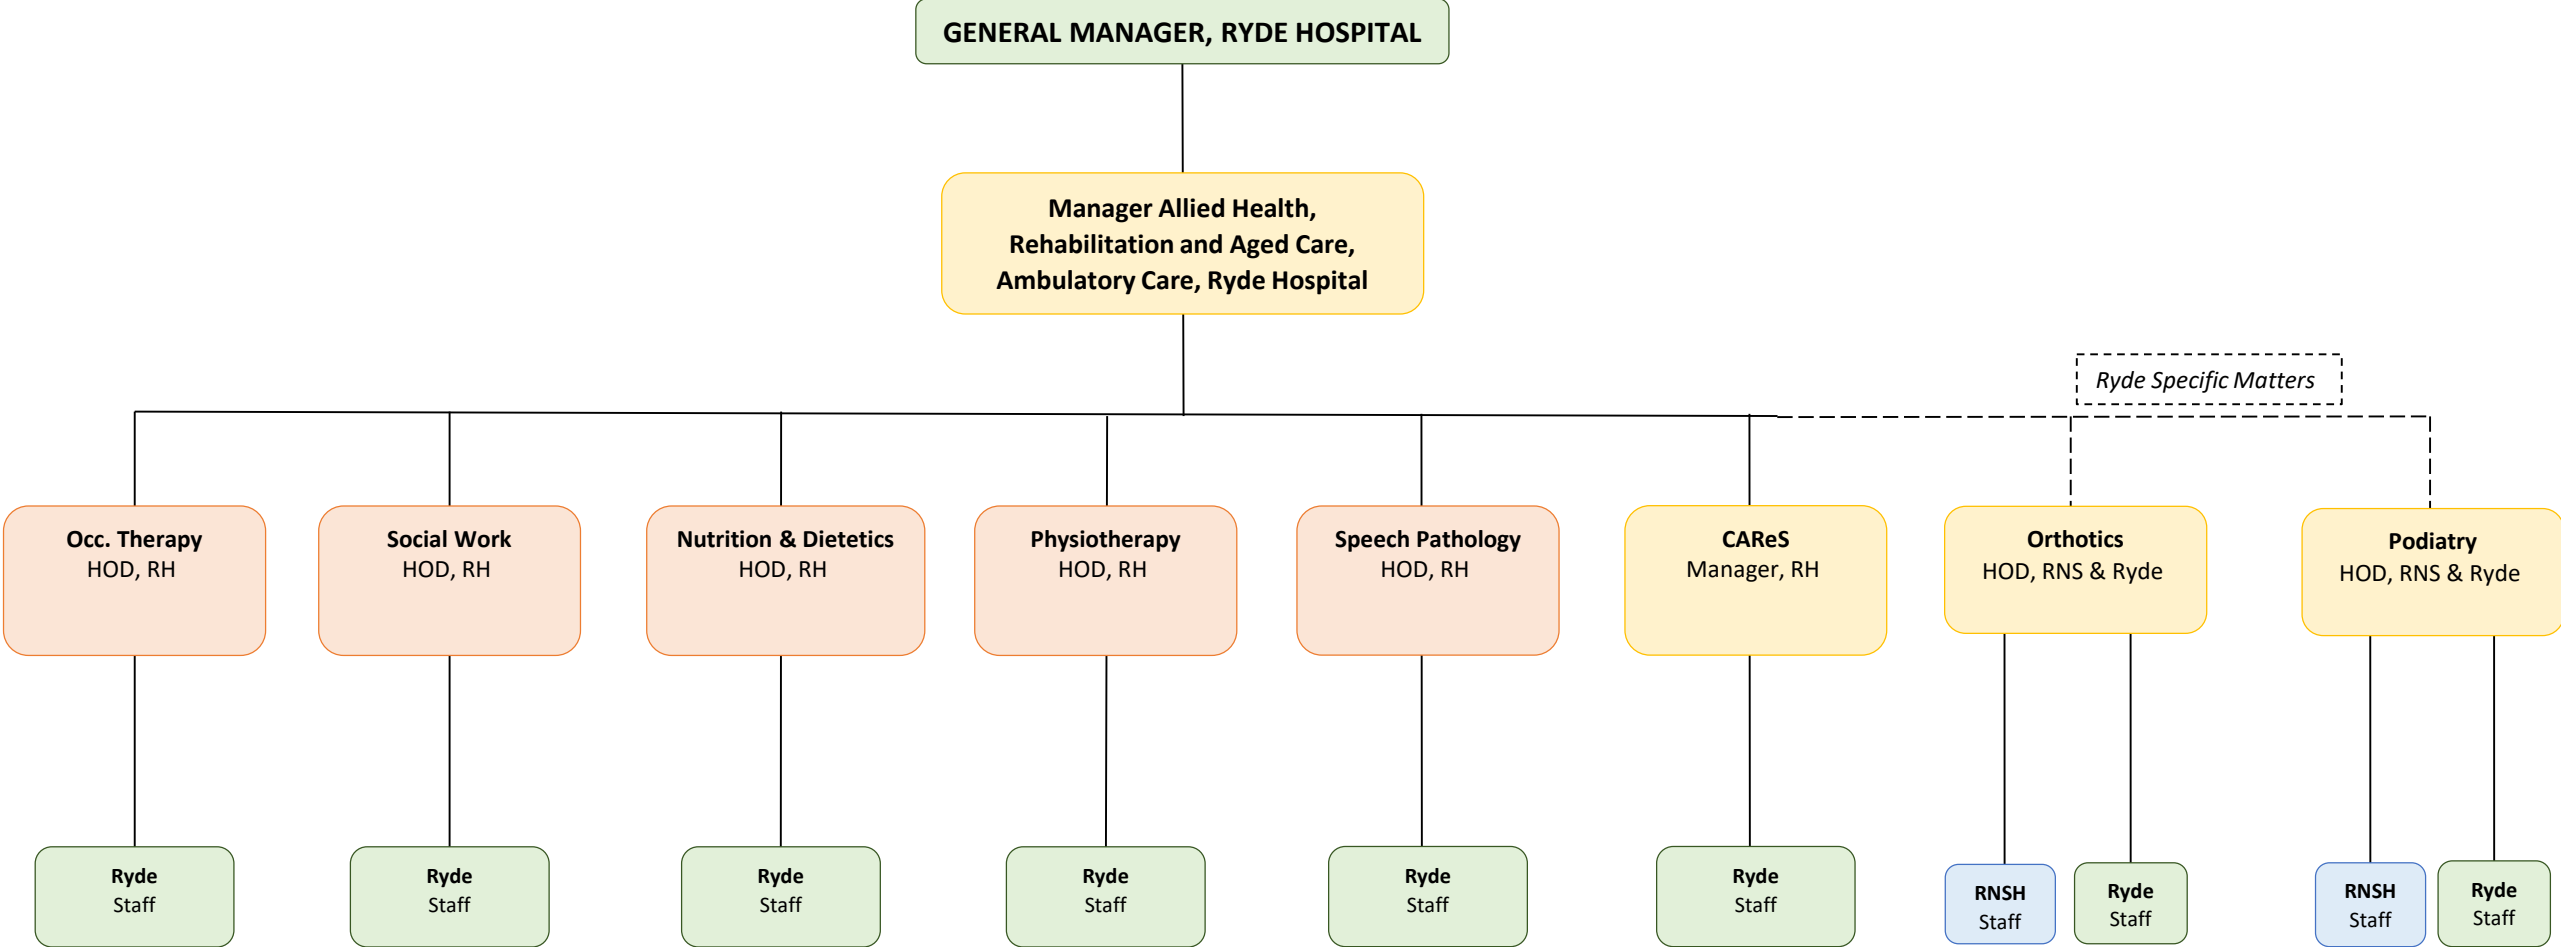 GENERAL MANAGER, RYDE HOSPITAL
Manager Allied Health,
Rehabilitation and Aged Care,
Ambulatory Care, Ryde Hospital
Ryde Specific Matters
Occ. Therapy
HOD, RH
Social Work
HOD, RH
Nutrition & Dietetics
HOD, RH
Physiotherapy
HOD, RH
Speech Pathology
HOD, RH
CAReS
Manager, RH
Orthotics
HOD, RNS & Ryde
Podiatry
HOD, RNS & Ryde
Ryde
Staff
Ryde
Staff
Ryde
Staff
Ryde
Staff
Ryde
Staff
Ryde
Staff
RNSH
Staff
Ryde
Staff
RNSH
Staff
Ryde
Staff